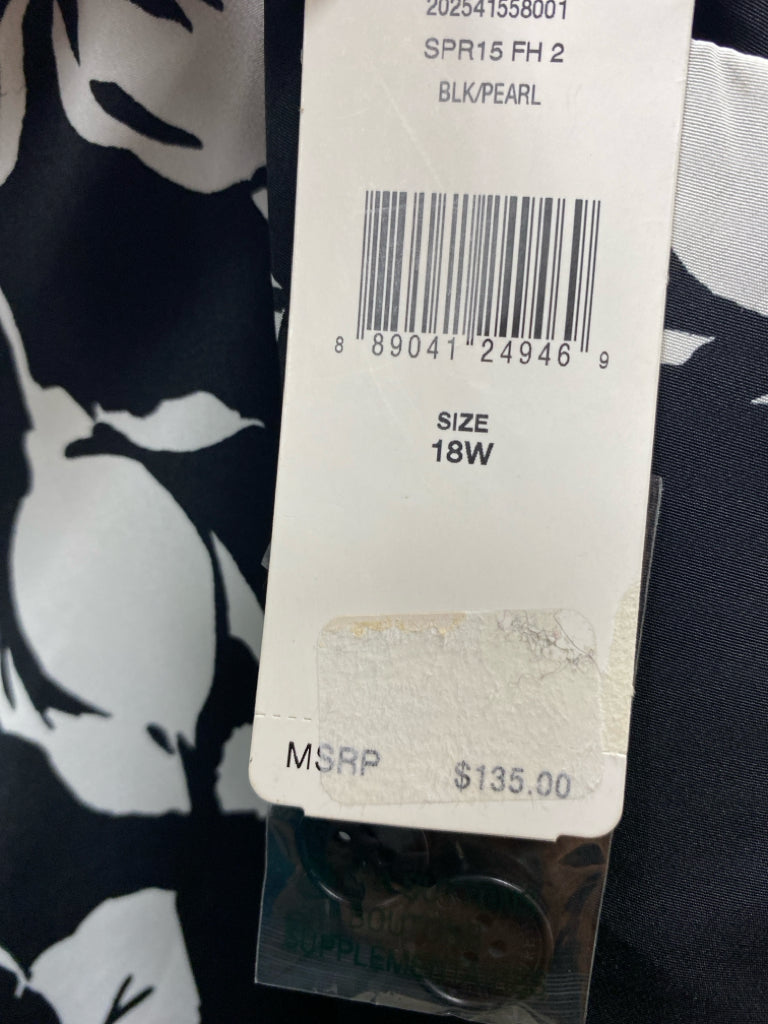 202541558001
SPR15 FH 2
BLK/PEARL
8 89041 24946 9
SIZE
18W
MSRP $135.00